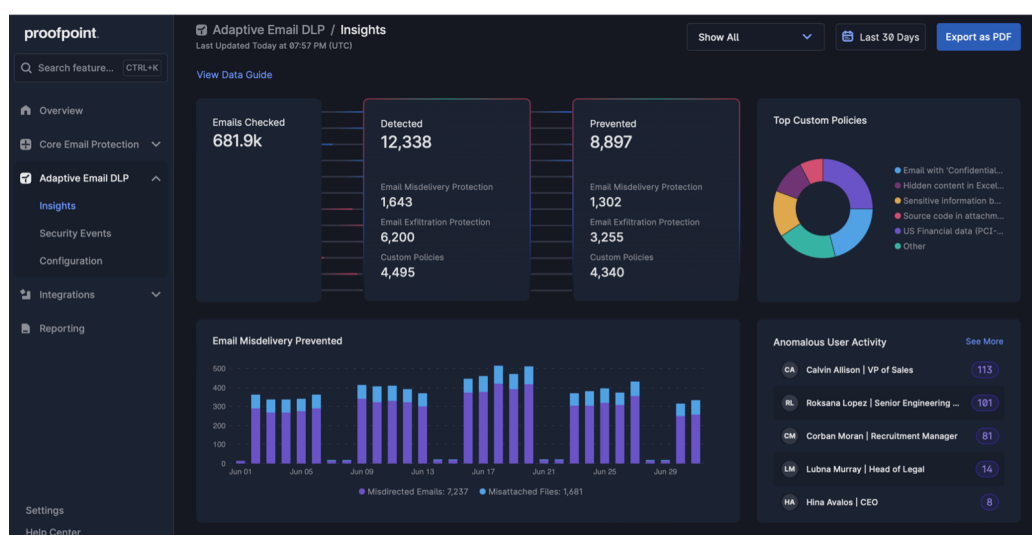 proofpoint.
Search feature... CTRL+K
Overview
Core Email Protection
Adaptive Email DLP
Insights
Security Events
Configuration
Integrations
Reporting
Settings
Help Center
Adaptive Email DLP / Insights
Last Updated Today at 07:57 PM (UTC)
Show All
Last 30 Days
Export as PDF
View Data Guide
Emails Checked
681.9k
Detected
12,338
Email Misdelivery Protection
1,643
Email Exfiltration Protection
6,200
Custom Policies
4,495
Prevented
8,897
Email Misdelivery Protection
1,302
Email Exfiltration Protection
3,255
Custom Policies
4,340
Top Custom Policies
Email with 'Confidential...
Hidden content in Excel...
Sensitive information b...
Source code in attachm...
US Financial data (PCI-...
Other
Email Misdelivery Prevented
500
400
300
200
100
0
Jun 01 Jun 05 Jun 09 Jun 13 Jun 17 Jun 21 Jun 25 Jun 29
Misdirected Emails: 7,237 Misattached Files: 1,681
Anomalous User Activity See More
CA Calvin Allison | VP of Sales 113
RL Roksana Lopez | Senior Engineering ... 101
CM Corban Moran | Recruitment Manager 81
LM Lubna Murray | Head of Legal 14
HA Hina Avalos | CEO 8